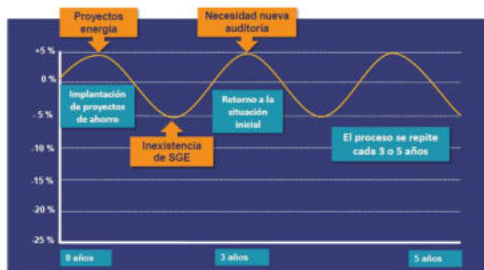 Proyectos
energía
Necesidad nueva
auditoría
+5 %
0 %
- 5 %
-10 %
-15 %
-20 %
-25 %
Implantación
de proyectos
de ahorro
Retorno a la
situación
inicial
Inexistencia
de SGE
El proceso se repite
cada 3 o 5 años
0 años
3 años
5 años